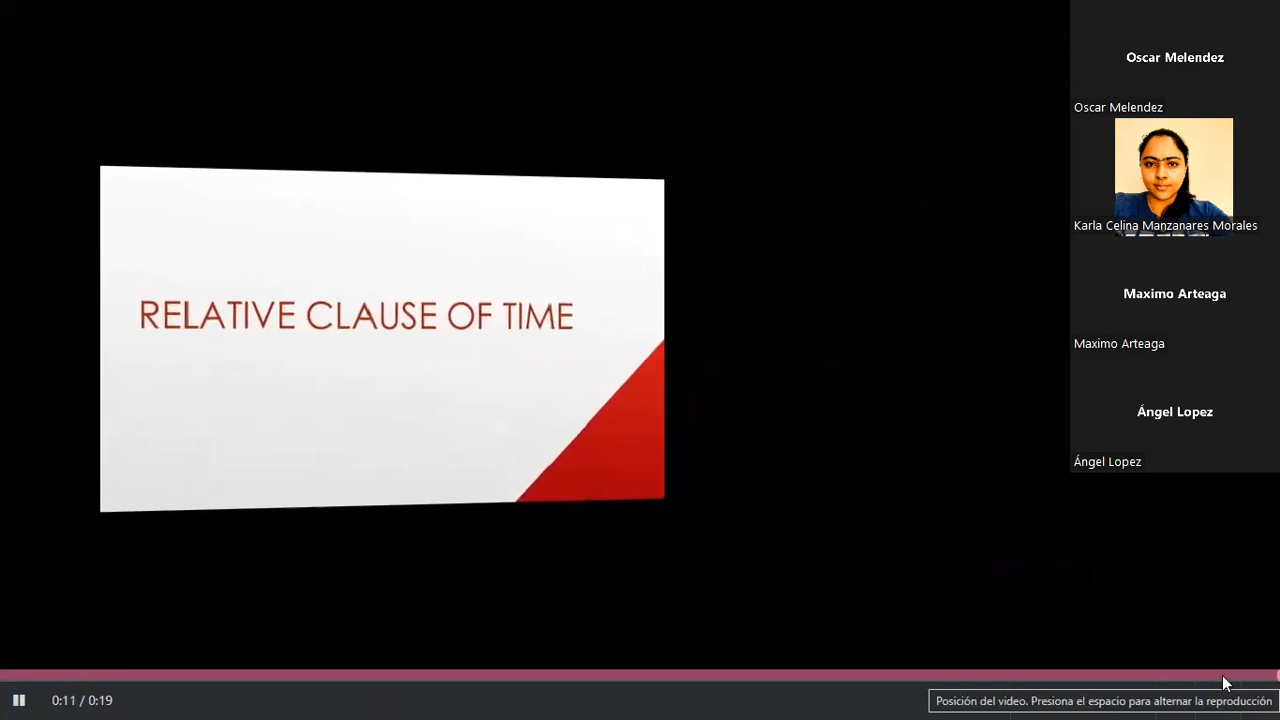 Oscar Melendez
Oscar Melendez
Karla Celina Manzanares Morales
Maximo Arteaga
Maximo Arteaga
Ángel Lopez
Ángel Lopez
RELATIVE CLAUSE OF TIME
0:11 / 0:19
Posición del video. Presiona el espacio para alternar la reproducción